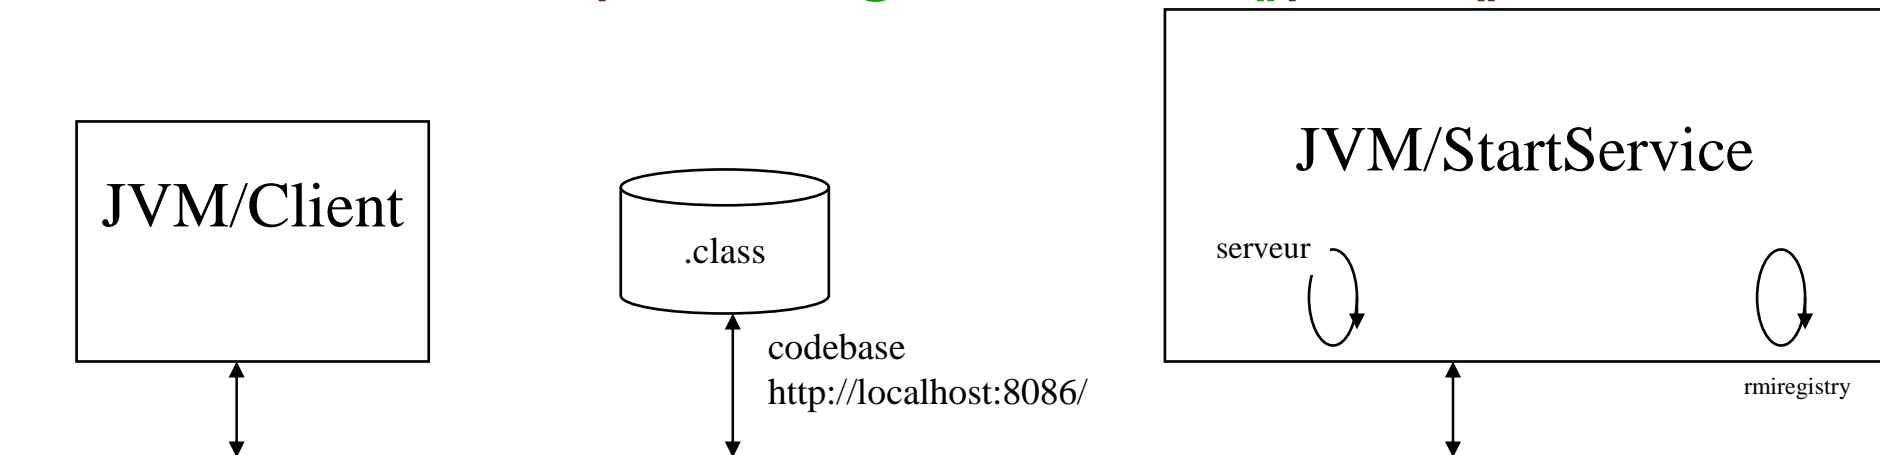 JVM/StartService
JVM/Client
.class
serveur
codebase
http://localhost:8086/
rmiregistry